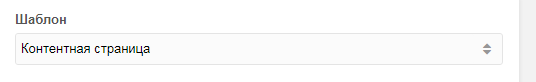 Шаблон
Контентная страница